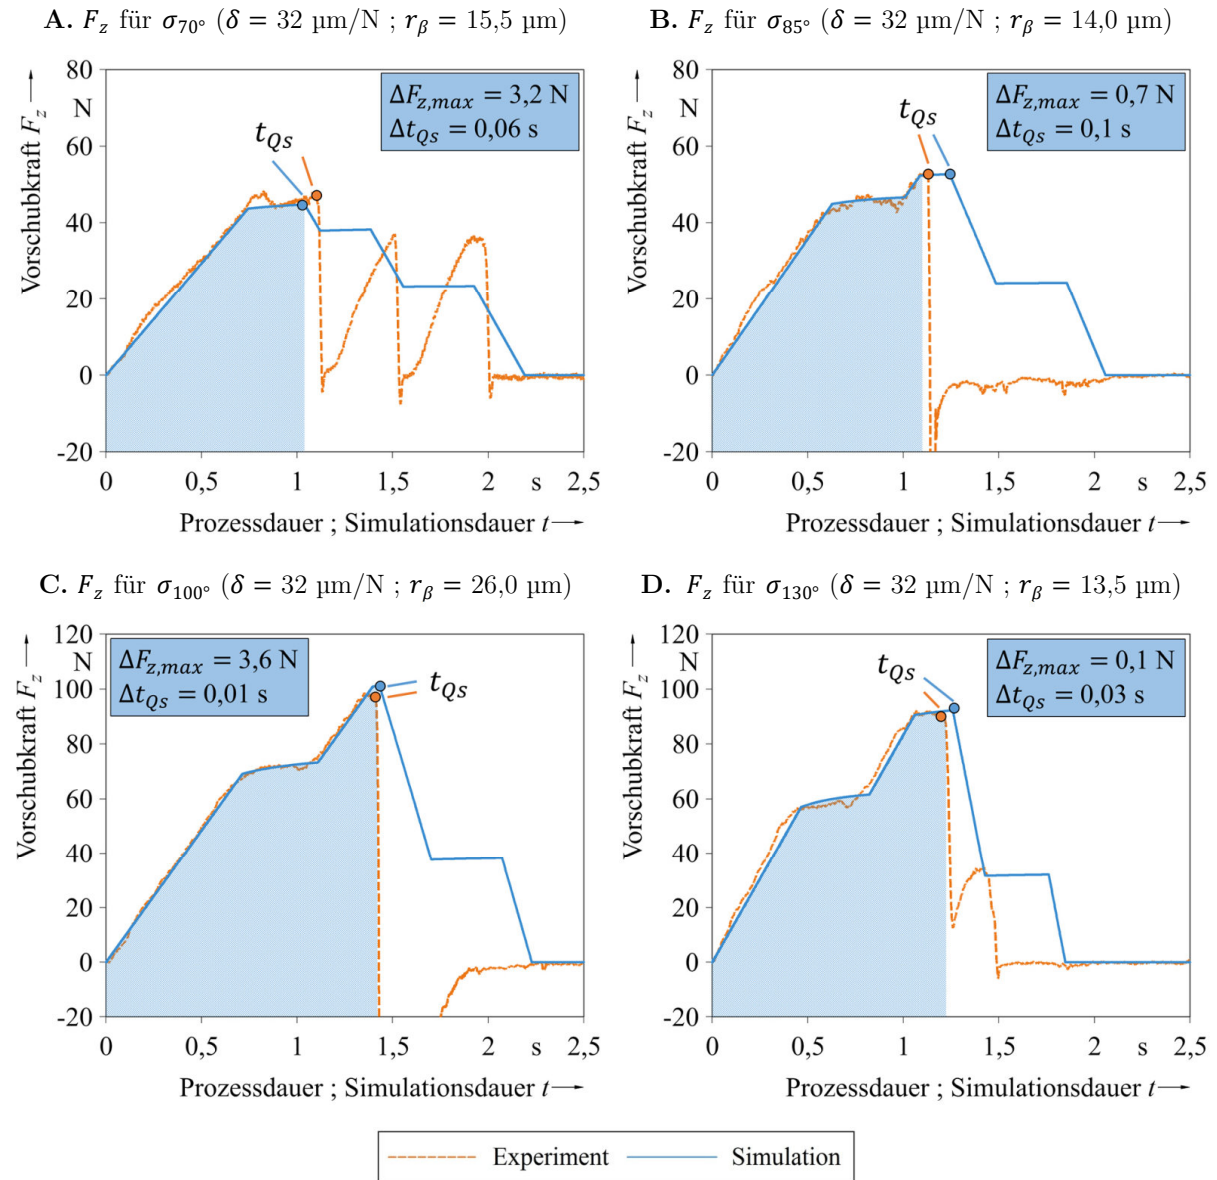 A. F_z für σ_70° (δ = 32 µm/N ; r_β = 15,5 µm)
80
N
60
40
20
0
-20
Vorschubkraft F_z
ΔF_z,max = 3,2 N
Δt_Qs = 0,06 s
t_Qs
0 0,5 1 1,5 2 s 2,5
Prozessdauer ; Simulationsdauer t
B. F_z für σ_85° (δ = 32 µm/N ; r_β = 14,0 µm)
80
N
60
40
20
0
-20
Vorschubkraft F_z
ΔF_z,max = 0,7 N
Δt_Qs = 0,1 s
t_Qs
0 0,5 1 1,5 2 s 2,5
Prozessdauer ; Simulationsdauer t
C. F_z für σ_100° (δ = 32 µm/N ; r_β = 26,0 µm)
120
N
100
80
60
40
20
0
-20
Vorschubkraft F_z
ΔF_z,max = 3,6 N
Δt_Qs = 0,01 s
t_Qs
0 0,5 1 1,5 2 s 2,5
Prozessdauer ; Simulationsdauer t
D. F_z für σ_130° (δ = 32 µm/N ; r_β = 13,5 µm)
120
N
100
80
60
40
20
0
-20
Vorschubkraft F_z
ΔF_z,max = 0,1 N
Δt_Qs = 0,03 s
t_Qs
0 0,5 1 1,5 2 s 2,5
Prozessdauer ; Simulationsdauer t
Experiment Simulation